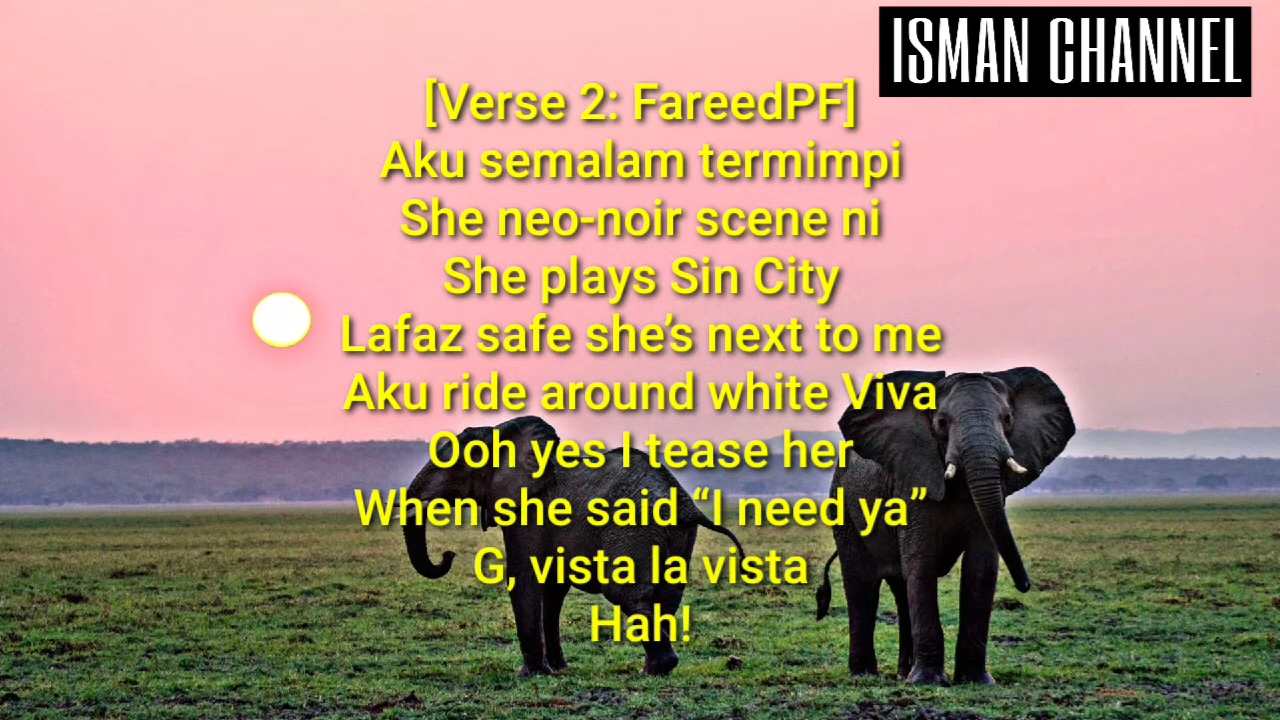 ISMAN CHANNEL
[Verse 2: FareedPF]
Aku semalam termimpi
She neo-noir scene ni
She plays Sin City
Lafaz safe she’s next to me
Aku ride around white Viva
Ooh yes I tease her
When she said “I need ya”
G, vista la vista
Hah!